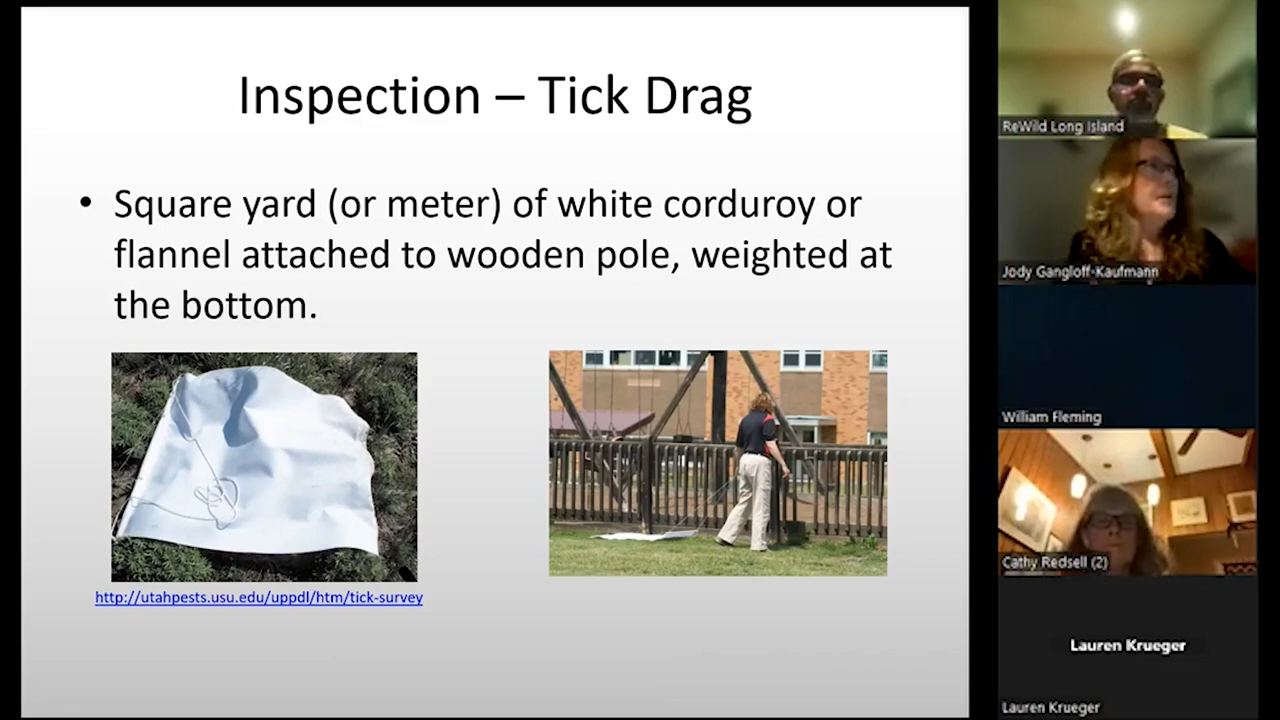 Inspection – Tick Drag
• Square yard (or meter) of white corduroy or
flannel attached to wooden pole, weighted at
the bottom.
http://utahpests.usu.edu/uppdl/htm/tick-survey
ReWild Long Island
Jody Gangloff-Kaufmann
William Fleming
Cathy Redsell (2)
Lauren Krueger
Lauren Krueger